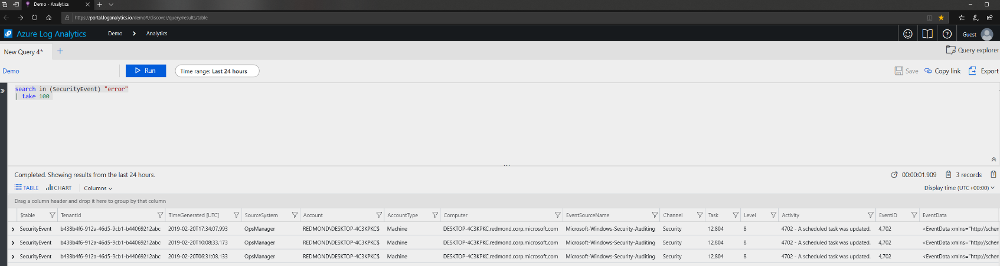 Demo - Analytics
https://portal.loganalytics.io/demo#/discover/query/results/table
Azure Log Analytics Demo Analytics Guest
New Query 4* Query explorer
Demo Run Time range: Last 24 hours Save Copy link Export
search in (SecurityEvent) "error"
| take 100
Completed. Showing results from the last 24 hours. 00:00:01.909 3 records
TABLE CHART Columns Display time (UTC+00:00)
Drag a column header and drop it here to group by that column
$table TenantId TimeGenerated [UTC] SourceSystem Account AccountType Computer EventSourceName Channel Task Level Activity EventID EventData
SecurityEvent b438b4f6-912a-46d5-9cb1-b44069212abc 2019-02-20T17:34:07.993 OpsManager REDMOND\DESKTOP-4C3KPKC$ Machine DESKTOP-4C3KPKC.redmond.corp.microsoft.com Microsoft-Windows-Security-Auditing Security 12,804 8 4702 - A scheduled task was updated. 4,702 <EventData xmlns="http://scher
SecurityEvent b438b4f6-912a-46d5-9cb1-b44069212abc 2019-02-20T10:08:33.173 OpsManager REDMOND\DESKTOP-4C3KPKC$ Machine DESKTOP-4C3KPKC.redmond.corp.microsoft.com Microsoft-Windows-Security-Auditing Security 12,804 8 4702 - A scheduled task was updated. 4,702 <EventData xmlns="http://scher
SecurityEvent b438b4f6-912a-46d5-9cb1-b44069212abc 2019-02-20T06:31:08.133 OpsManager REDMOND\DESKTOP-4C3KPKC$ Machine DESKTOP-4C3KPKC.redmond.corp.microsoft.com Microsoft-Windows-Security-Auditing Security 12,804 8 4702 - A scheduled task was updated. 4,702 <EventData xmlns="http://scher